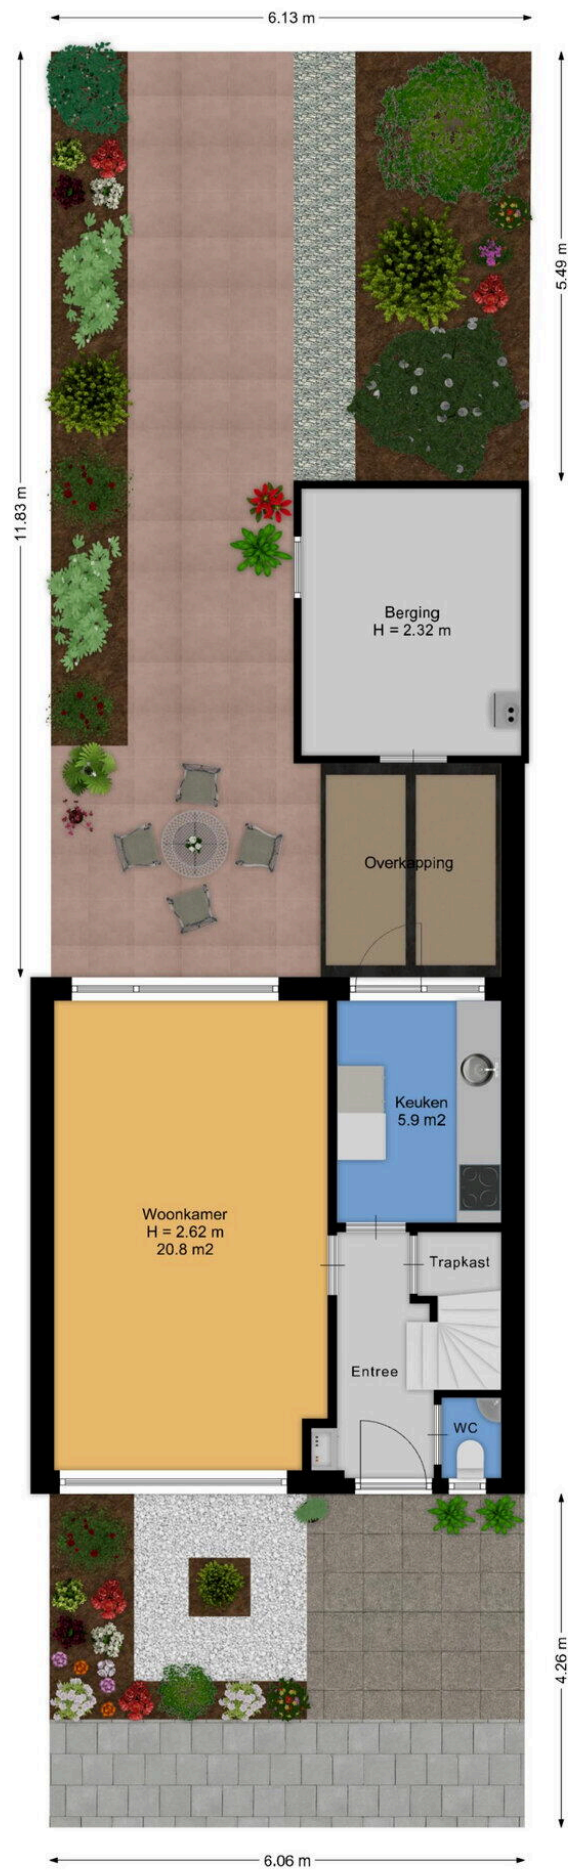 6.13 m
5.49 m
11.83 m
Berging
H = 2.32 m
Overkapping
Keuken
5.9 m2
Woonkamer
H = 2.62 m
20.8 m2
Trapkast
Entree
WC
4.26 m
6.06 m